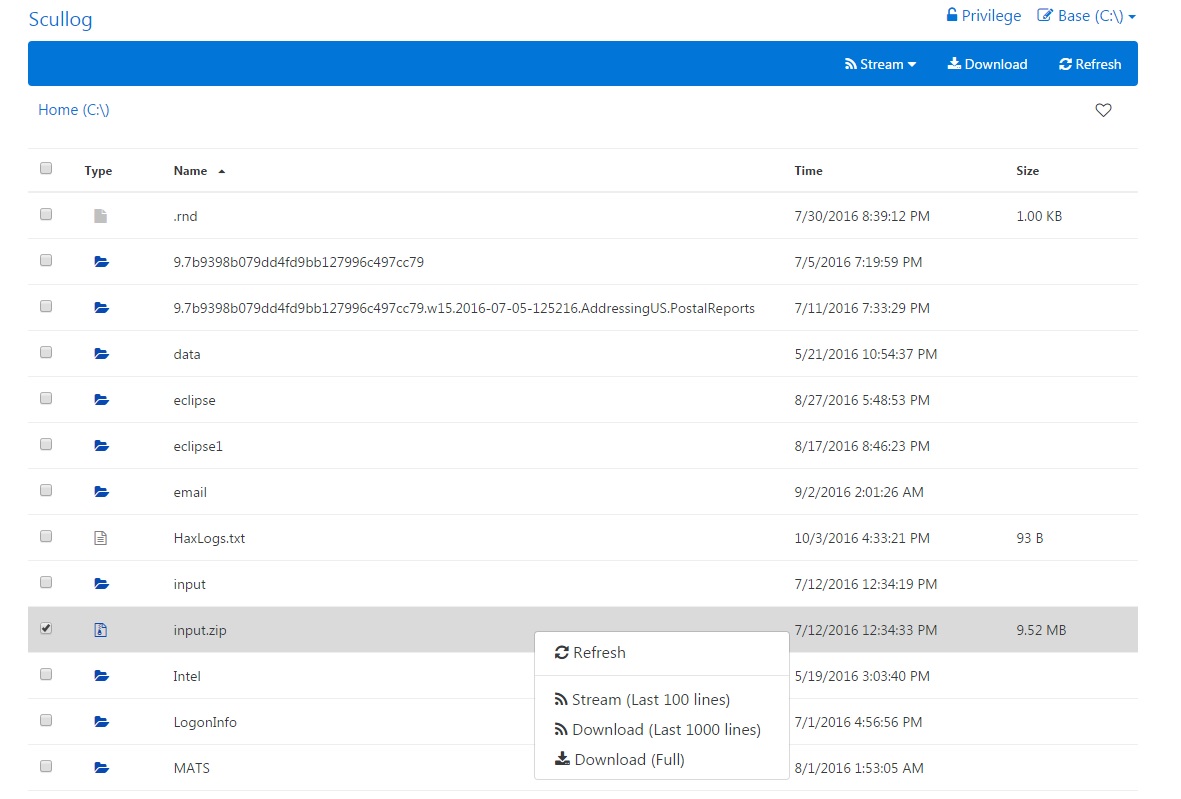 Scullog
Privilege Base (C:\)
Stream Download Refresh
Home (C:\)
Type Name Time Size
.rnd 7/30/2016 8:39:12 PM 1.00 KB
9.7b9398b079dd4fd9bb127996c497cc79 7/5/2016 7:19:59 PM
9.7b9398b079dd4fd9bb127996c497cc79.w15.2016-07-05-125216.AddressingUS.PostalReports 7/11/2016 7:33:29 PM
data 5/21/2016 10:54:37 PM
eclipse 8/27/2016 5:48:53 PM
eclipse1 8/17/2016 8:46:23 PM
email 9/2/2016 2:01:26 AM
HaxLogs.txt 10/3/2016 4:33:21 PM 93 B
input 7/12/2016 12:34:19 PM
input.zip 7/12/2016 12:34:33 PM 9.52 MB
Refresh
Intel 5/19/2016 3:03:40 PM
Stream (Last 100 lines)
LogonInfo 7/1/2016 4:56:56 PM
Download (Last 1000 lines)
Download (Full)
MATS 8/1/2016 1:53:05 AM